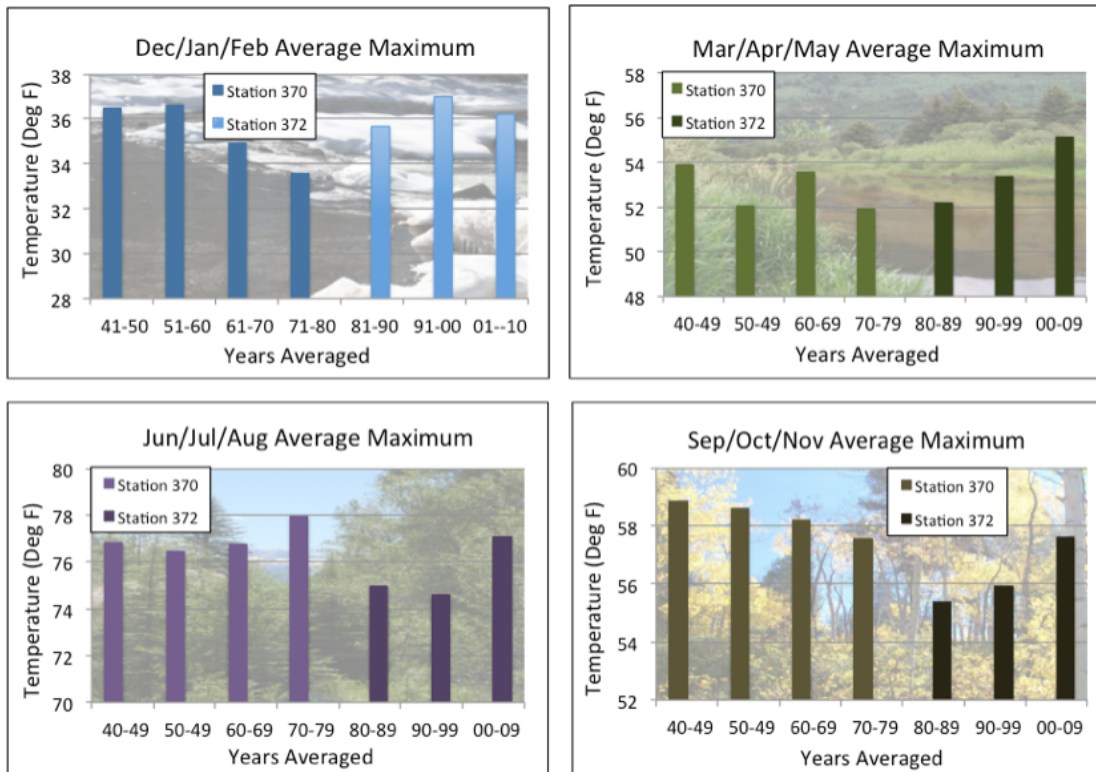 Dec/Jan/Feb Average Maximum
Temperature (Deg F)
38
36
34
32
30
28
Station 370
Station 372
41-50 51-60 61-70 71-80 81-90 91-00 01--10
Years Averaged
Mar/Apr/May Average Maximum
Temperature (Deg F)
58
56
54
52
50
48
Station 370
Station 372
40-49 50-49 60-69 70-79 80-89 90-99 00-09
Years Averaged
Jun/Jul/Aug Average Maximum
Temperature (Deg F)
80
78
76
74
72
70
Station 370
Station 372
40-49 50-49 60-69 70-79 80-89 90-99 00-09
Years Averaged
Sep/Oct/Nov Average Maximum
Temperature (Deg F)
60
58
56
54
52
Station 370
Station 372
40-49 50-49 60-69 70-79 80-89 90-99 00-09
Years Averaged